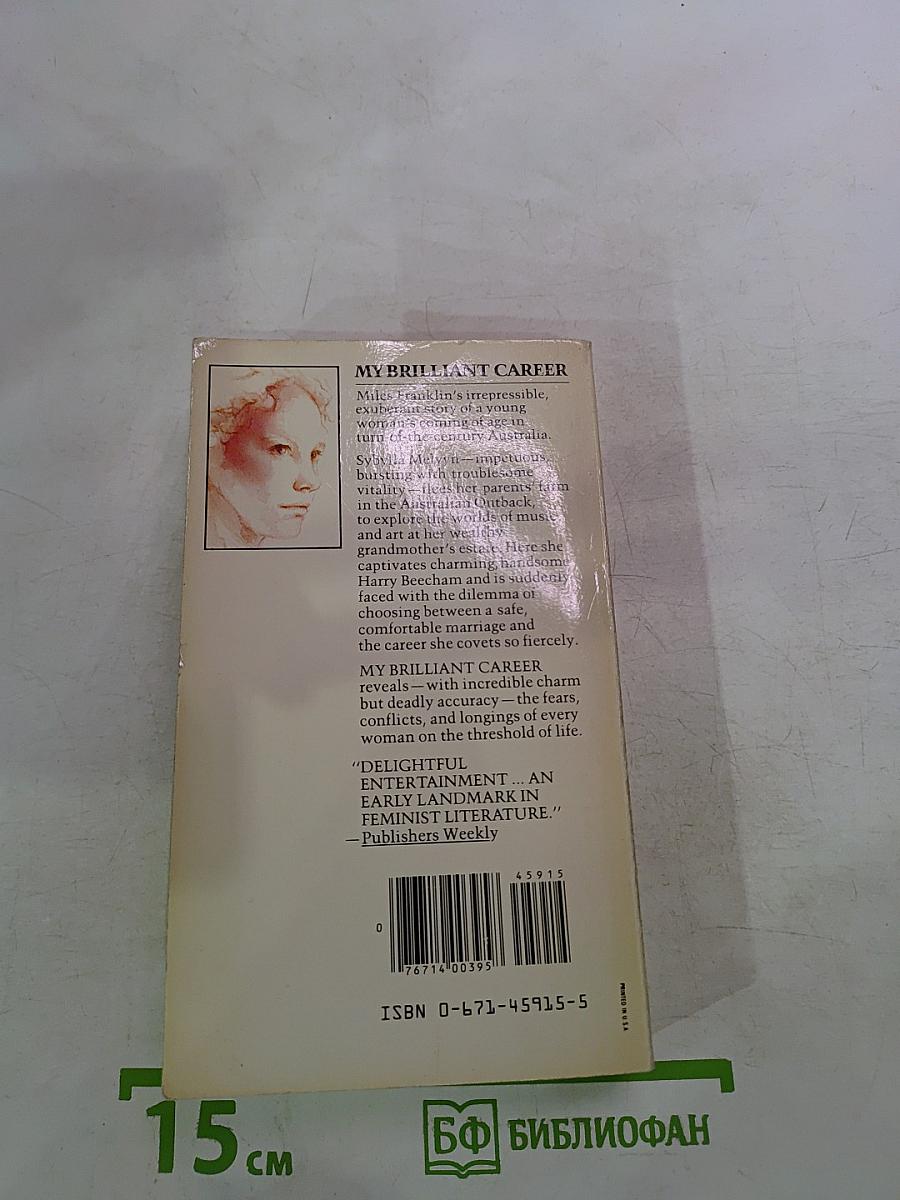 MY BRILLIANT CAREER
Miles Franklin's irrepressible,
exuberant story of a young
woman's coming of age in
turn-of-the-century Australia.
Sybylla Melvyn—impetuous,
bursting with troublesome
vitality—flees her parents' farm
in the Australian Outback,
to explore the worlds of music
and art at her wealthy
grandmother's estate. Here she
captivates charming, handsome
Harry Beecham and is suddenly
faced with the dilemma of
choosing between a safe,
comfortable marriage and
the career she covets so fiercely.
MY BRILLIANT CAREER
reveals—with incredible charm
but deadly accuracy—the fears,
conflicts, and longings of every
woman on the threshold of life.
“DELIGHTFUL
ENTERTAINMENT ... AN
EARLY LANDMARK IN
FEMINIST LITERATURE.”
—Publishers Weekly
45915
0
76714 00395
ISBN 0-671-45915-5
PRINTED IN U.S.A.
15 см
БФ БИБЛИОФАН